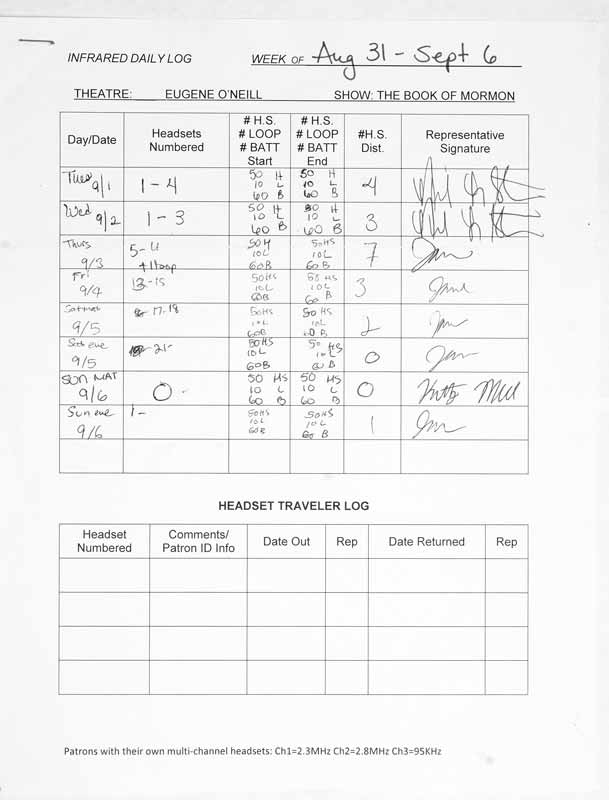 INFRARED DAILY LOG WEEK OF Aug 31 - Sept 6
THEATRE: EUGENE O'NEILL SHOW: THE BOOK OF MORMON
Day/Date Headsets Numbered # H.S. # LOOP # BATT Start # H.S. # LOOP # BATT End #H.S. Dist. Representative Signature
Tues 9/1 1 - 4 50 H 10 L 60 B 50 H 10 L 60 B 4
Wed 9/2 1 - 3 50 H 10 L 60 B 50 H 10 L 60 B 3
Thurs 9/3 5 - 11 + 1 loop 50 H 10 L 60 B 50 HS 10 L 60 B 7
Fri 9/4 13 - 15 50 HS 10 L 60 B 50 HS 10 L 60 B 3
Sat mat 9/5 17 - 18 50 HS 10 L 60 B 50 HS 10 L 60 B 2
Sat eve 9/5 21 - 50 HS 10 L 60 B 50 HS 10 L 60 B 0
SUN MAT 9/6 0 - 50 HS 10 L 60 B 50 HS 10 L 60 B 0
Sun eve 9/6 1 - 50 HS 10 L 60 B 50 HS 10 L 60 B 1
HEADSET TRAVELER LOG
Headset Numbered Comments/ Patron ID Info Date Out Rep Date Returned Rep
Patrons with their own multi-channel headsets: Ch1=2.3MHz Ch2=2.8MHz Ch3=95KHz